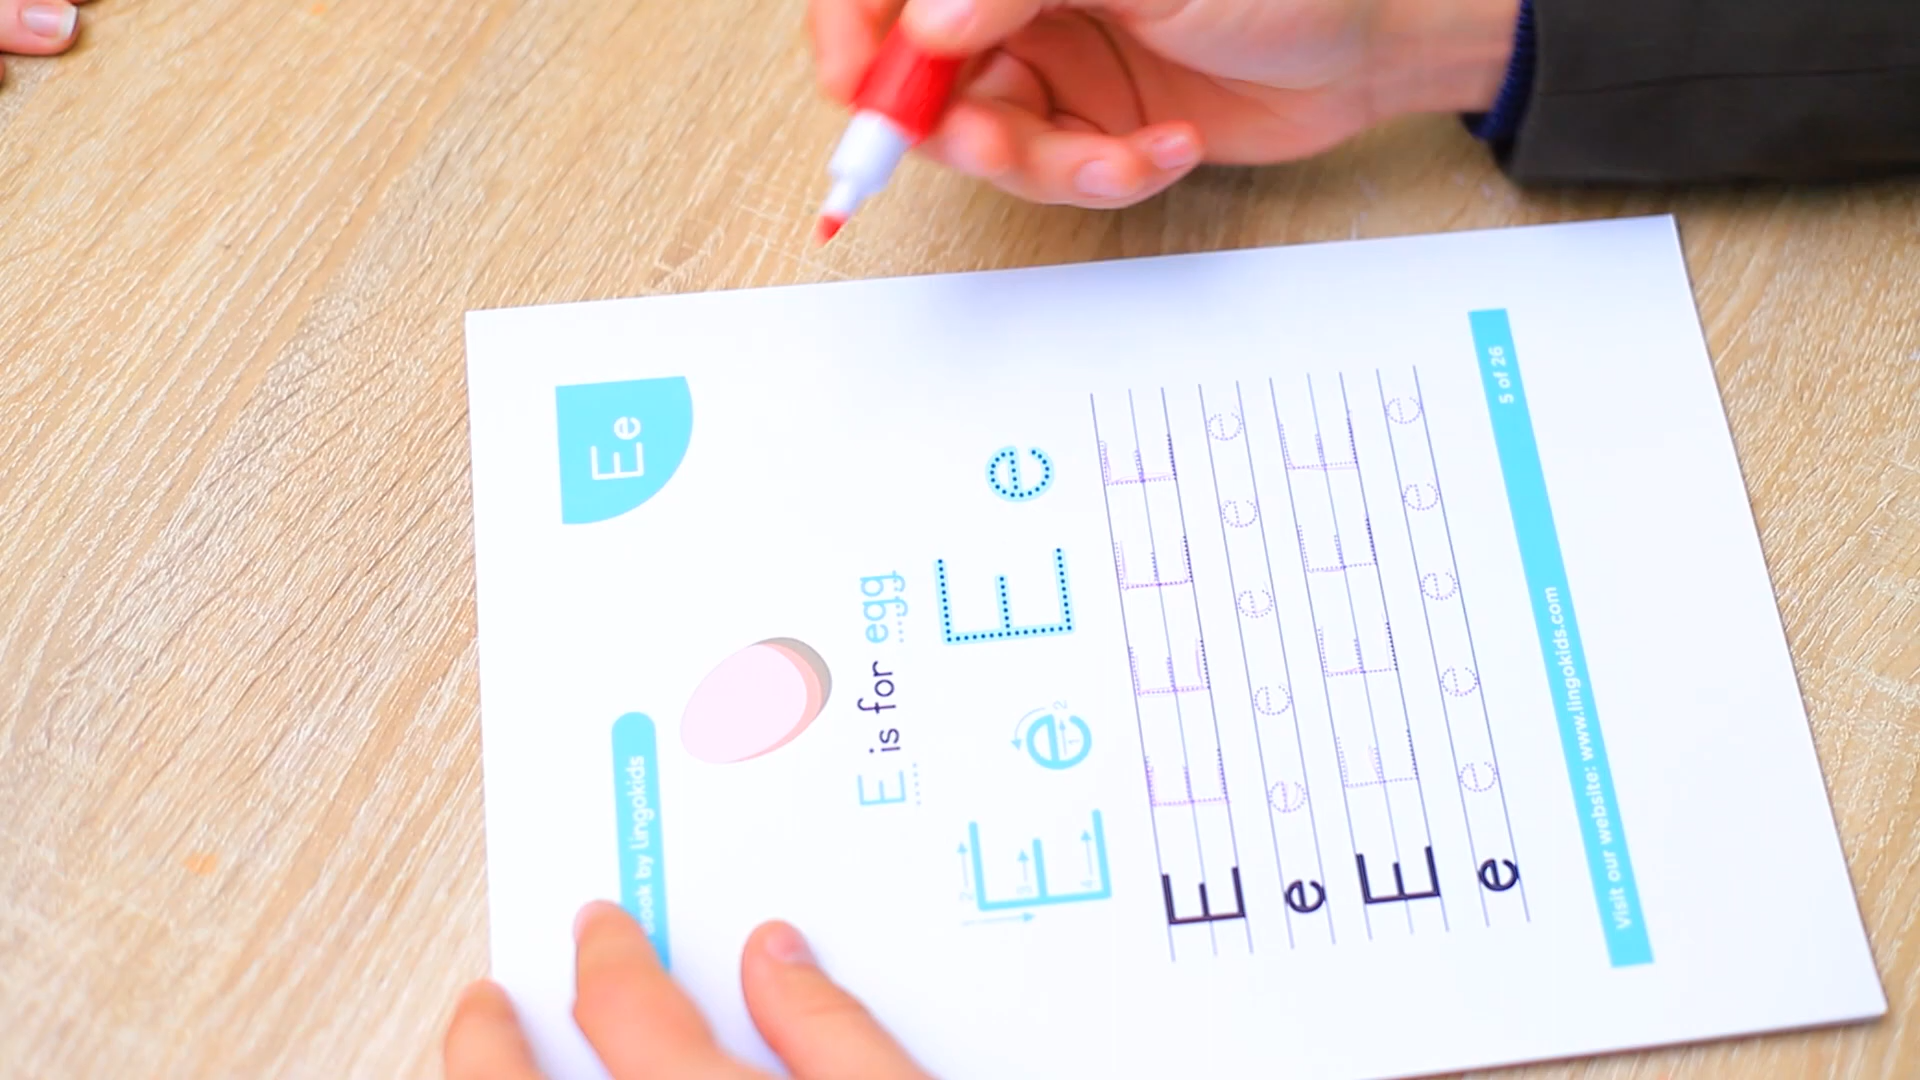 book by Lingokids
Ee
E is for egg
E e E e
E E E E E
e e e e e e
E E E E E
e e e e e e
Visit our website: www.lingokids.com 5 of 26